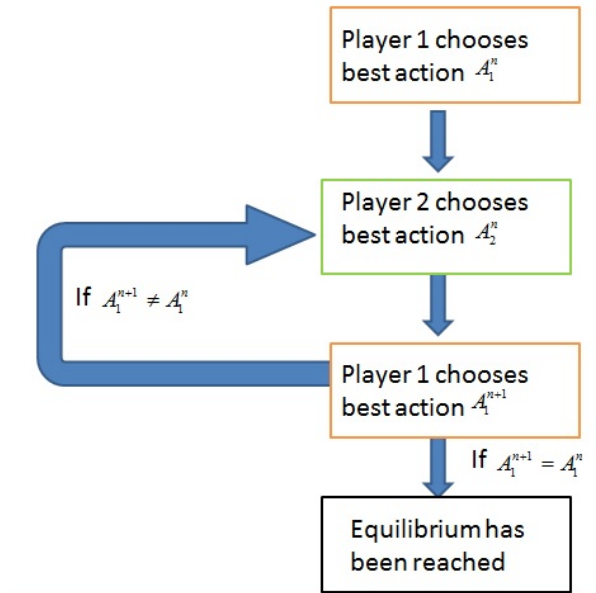 Player 1 chooses
best action $A_1^n$
Player 2 chooses
best action $A_2^n$
If $A_1^{n+1} \neq A_1^n$
Player 1 chooses
best action $A_1^{n+1}$
If $A_1^{n+1} = A_1^n$
Equilibrium has
been reached